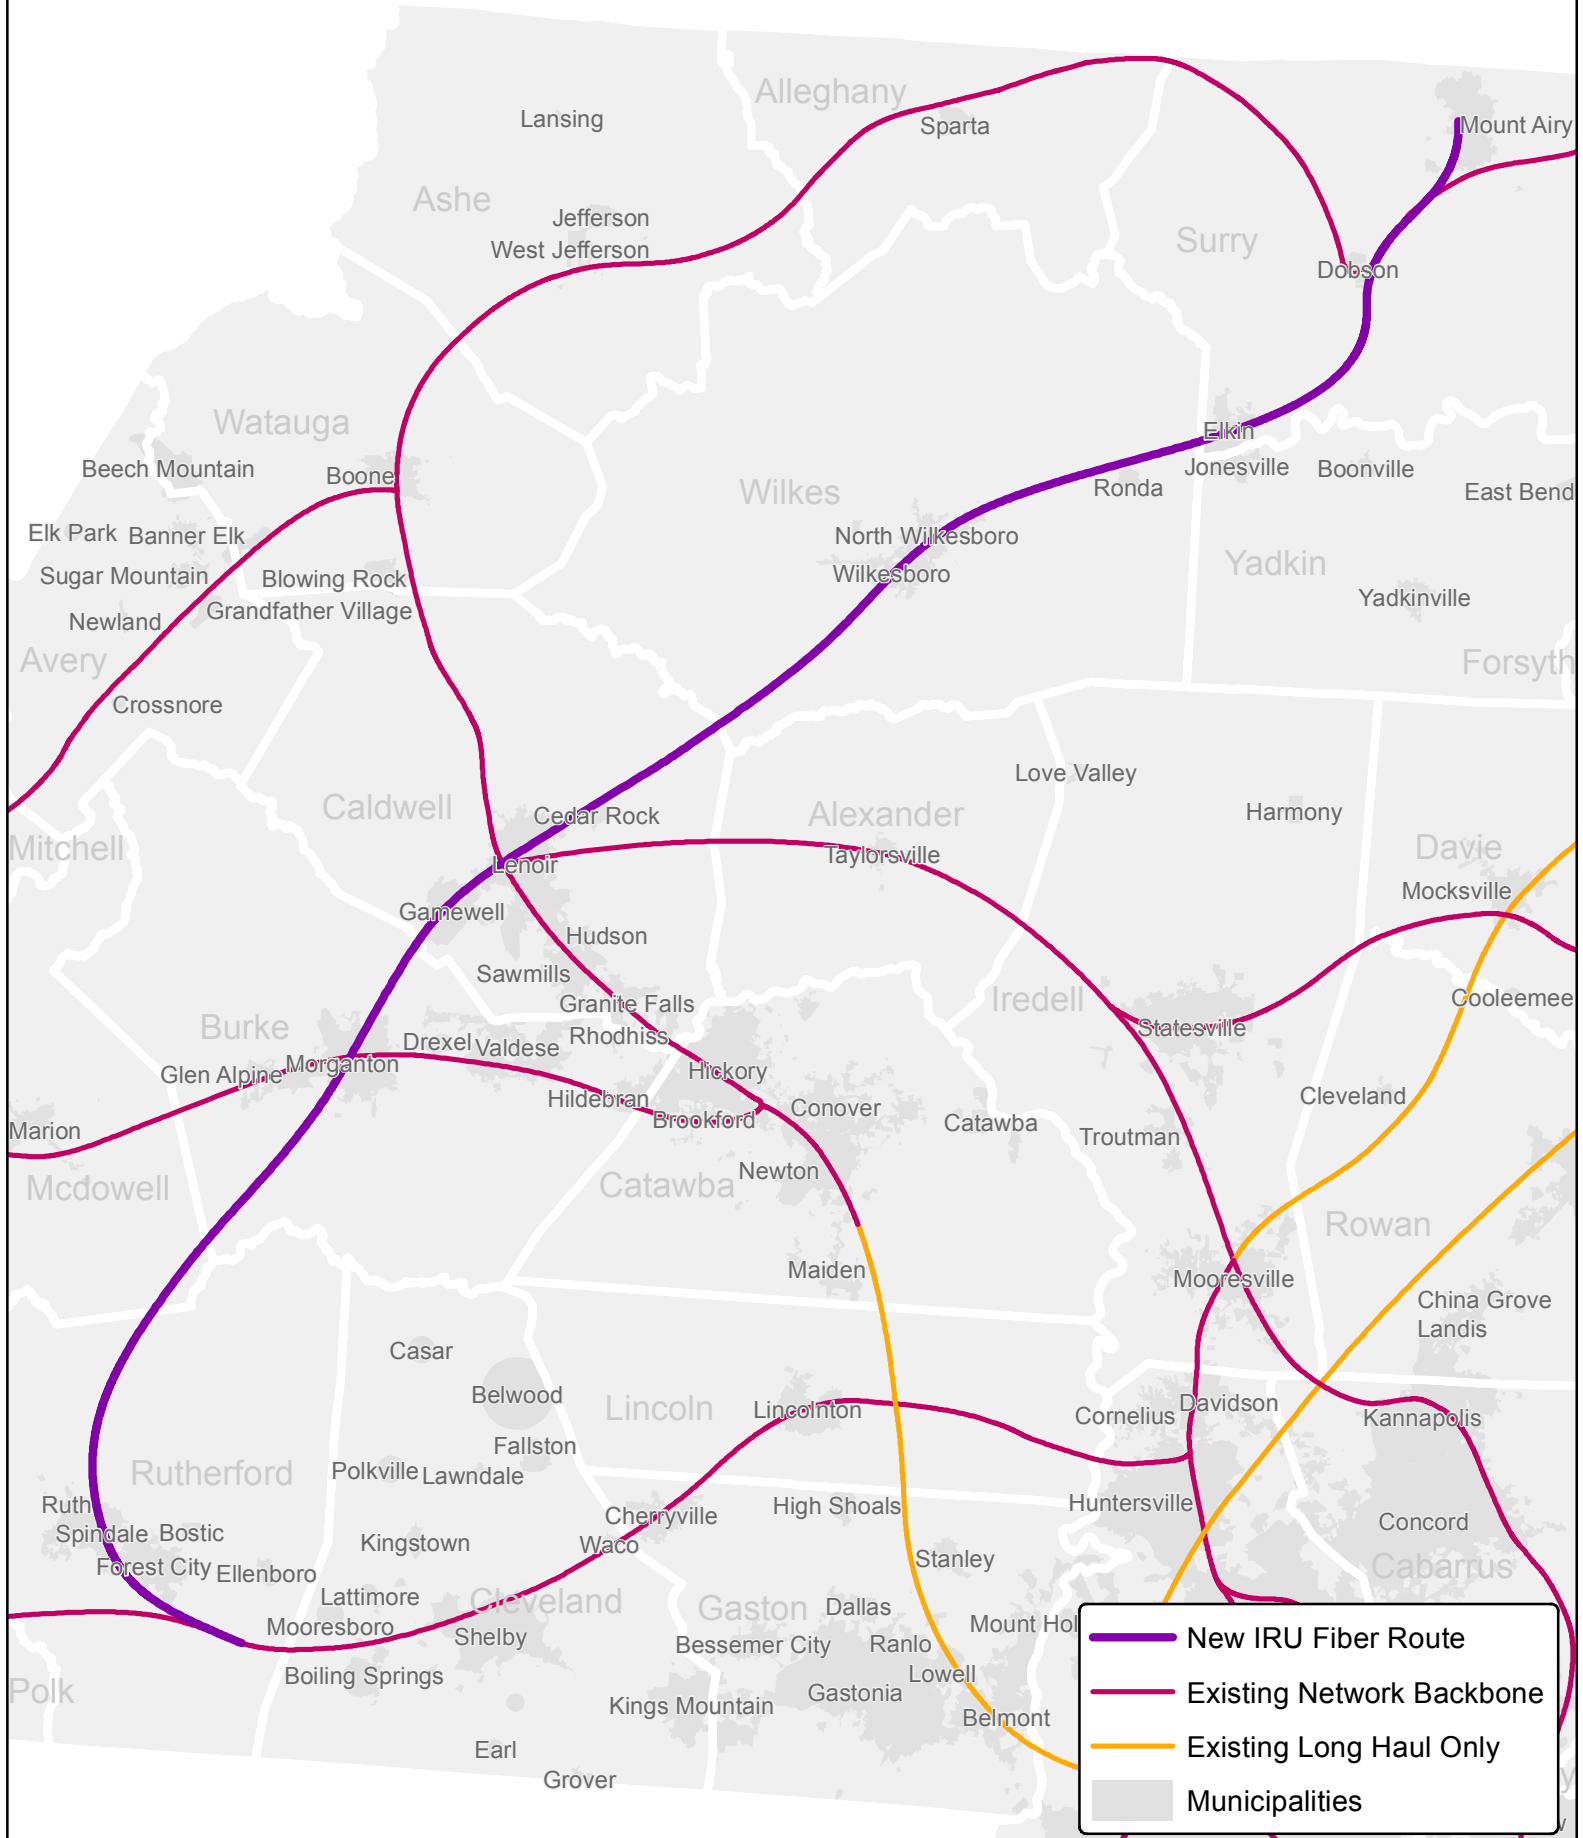 Alleghany
Lansing
Sparta
Mount Airy
Ashe
Jefferson
West Jefferson
Surry
Dobson
Watauga
Elkin
Beech Mountain
Boone
Jonesville
Boonville
Wilkes
Ronda
East Bend
Elk Park
Banner Elk
North Wilkesboro
Sugar Mountain
Blowing Rock
Wilkesboro
Yadkin
Newland
Grandfather Village
Yadkinville
Avery
Forsyth
Crossnore
Love Valley
Caldwell
Cedar Rock
Alexander
Harmony
Mitchell
Taylorsville
Davie
Lenoir
Mocksville
Gamewell
Hudson
Sawmills
Granite Falls
Iredell
Cooleemee
Burke
Drexel
Valdese
Rhodhiss
Statesville
Glen Alpine
Morganton
Hickory
Hildebran
Brookford
Conover
Catawba
Cleveland
Marion
Troutman
Mcdowell
Catawba
Newton
Rowan
Maiden
Mooresville
China Grove
Landis
Casar
Belwood
Lincoln
Lincolnton
Cornelius
Davidson
Kannapolis
Fallston
Rutherford
Polkville
Lawndale
Ruth
Cherryville
High Shoals
Huntersville
Spindale
Bostic
Kingstown
Waco
Concord
Forest City
Ellenboro
Stanley
Cabarrus
Lattimore
Cleveland
Gaston
Dallas
Mooresboro
Shelby
Bessemer City
Ranlo
Mount Hol
Boiling Springs
Lowell
Polk
Kings Mountain
Gastonia
Belmont
Earl
Grover
New IRU Fiber Route
Existing Network Backbone
Existing Long Haul Only
Municipalities